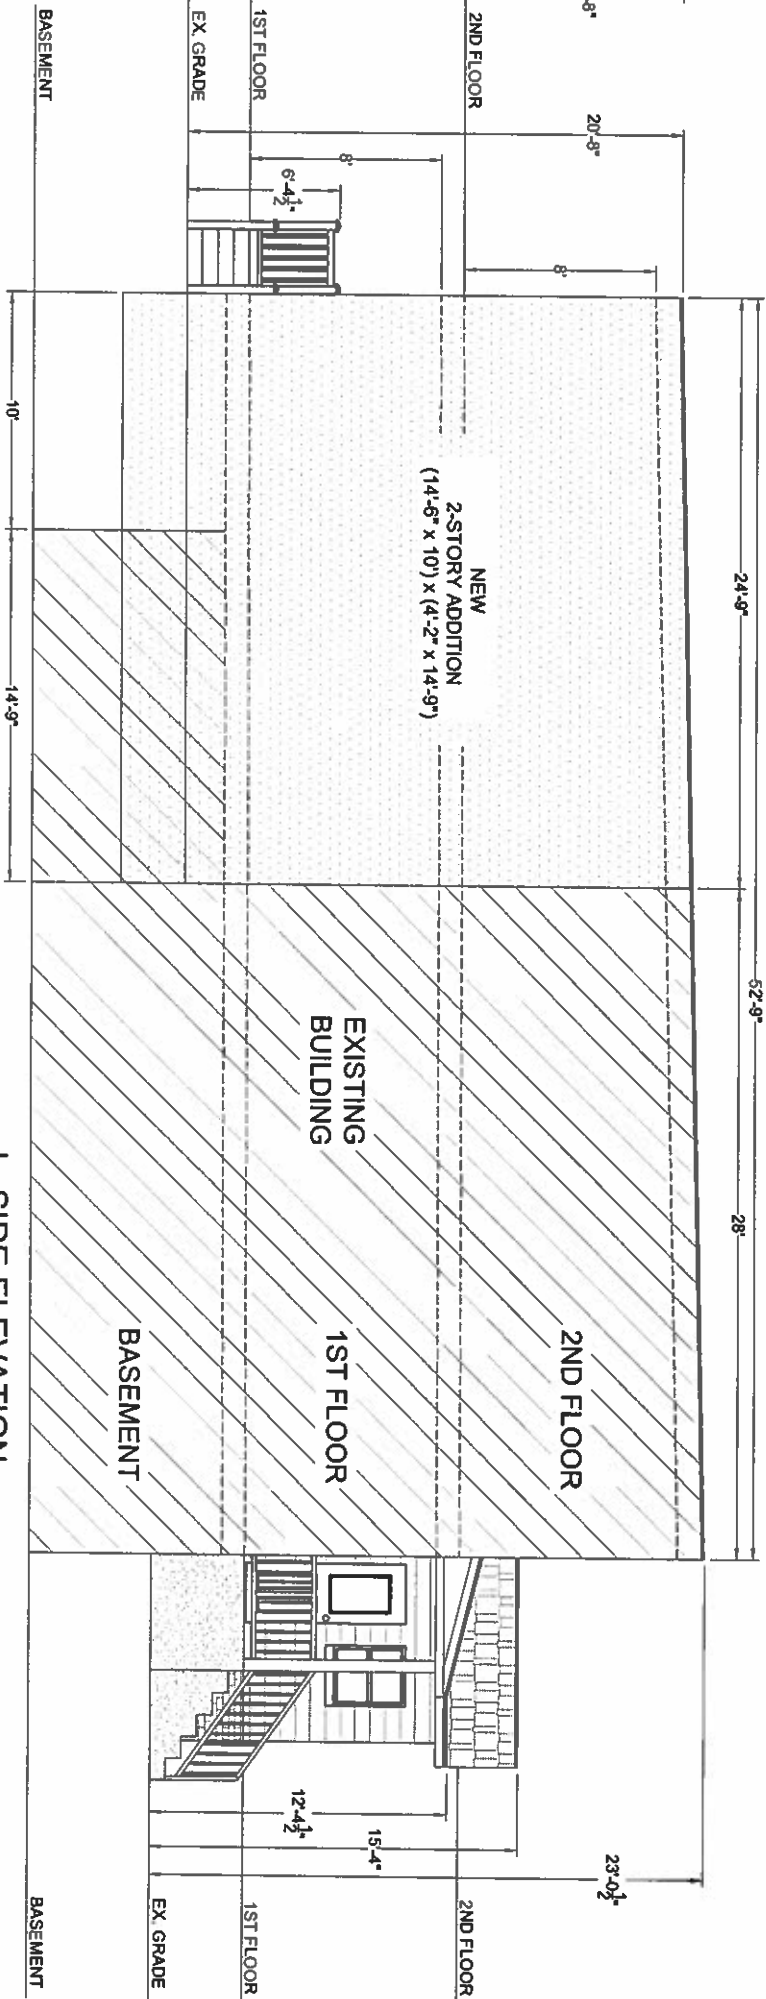 52'-9"
24'-9"
28'
20'-8"
8'
8'
6'-4½"
2ND FLOOR
1ST FLOOR
EX. GRADE
BASEMENT
NEW
2-STORY ADDITION
(14'-6" x 10') x (4'-2" x 14'-9")
EXISTING
BUILDING
2ND FLOOR
1ST FLOOR
BASEMENT
23'-0½"
15'-4"
12'-4½"
2ND FLOOR
1ST FLOOR
EX. GRADE
BASEMENT
10'
14'-9"